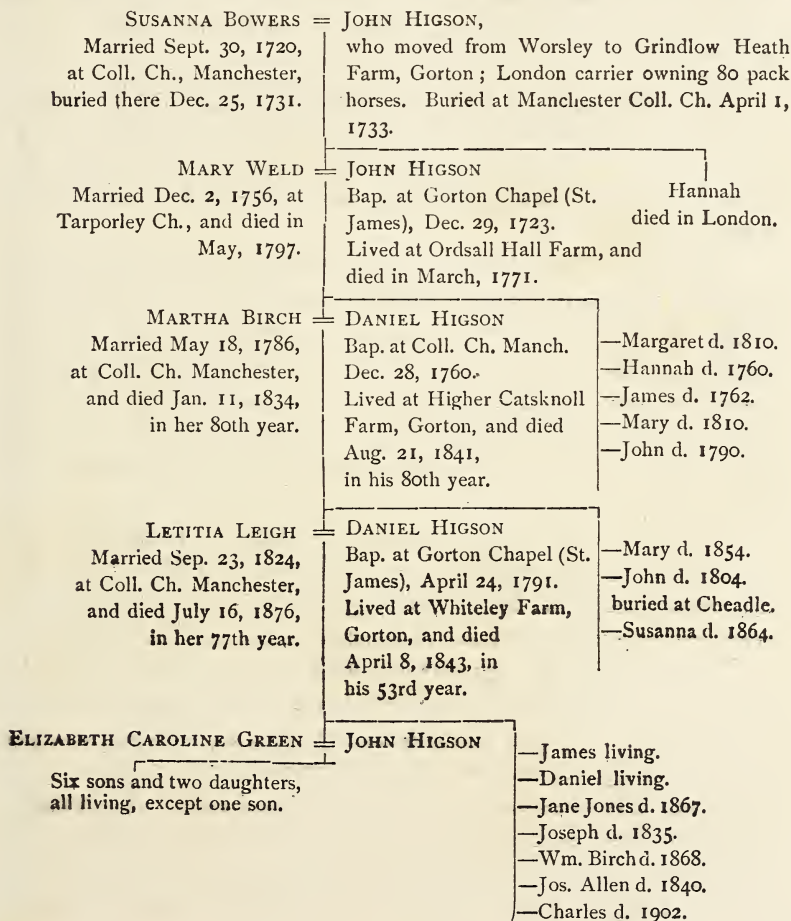 SUSANNA BOWERS = JOHN HIGSON,
Married Sept. 30, 1720,
at Coll. Ch., Manchester,
buried there Dec. 25, 1731.
who moved from Worsley to Grindlow Heath
Farm, Gorton ; London carrier owning 80 pack
horses. Buried at Manchester Coll. Ch. April 1,
1733.
MARY WELD = JOHN HIGSON
Married Dec. 2, 1756, at
Tarporley Ch., and died in
May, 1797.
Bap. at Gorton Chapel (St.
James), Dec. 29, 1723.
Lived at Ordsall Hall Farm, and
died in March, 1771.
Hannah
died in London.
MARTHA BIRCH = DANIEL HIGSON
Married May 18, 1786,
at Coll. Ch. Manchester,
and died Jan. 11, 1834,
in her 80th year.
Bap. at Coll. Ch. Manch.
Dec. 28, 1760.
Lived at Higher Catsknoll
Farm, Gorton, and died
Aug. 21, 1841,
in his 80th year.
—Margaret d. 1810.
—Hannah d. 1760.
—James d. 1762.
—Mary d. 1810.
—John d. 1790.
LETITIA LEIGH = DANIEL HIGSON
Married Sep. 23, 1824,
at Coll. Ch. Manchester,
and died July 16, 1876,
in her 77th year.
Bap. at Gorton Chapel (St.
James), April 24, 1791.
Lived at Whiteley Farm,
Gorton, and died
April 8, 1843, in
his 53rd year.
—Mary d. 1854.
—John d. 1804.
buried at Cheadle.
—Susanna d. 1864.
ELIZABETH CAROLINE GREEN = JOHN HIGSON
Six sons and two daughters,
all living, except one son.
—James living.
—Daniel living.
—Jane Jones d. 1867.
—Joseph d. 1835.
—Wm. Birch d. 1868.
—Jos. Allen d. 1840.
—Charles d. 1902.